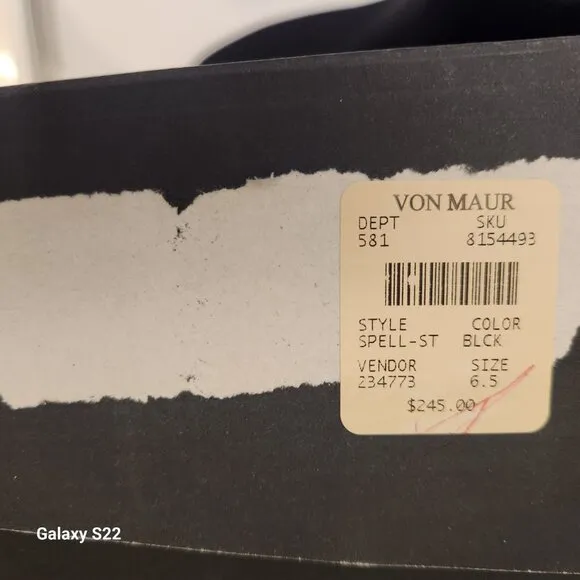 VON MAUR
DEPT SKU
581 8154493
STYLE COLOR
SPELL-ST BLCK
VENDOR SIZE
234773 6.5
$245.00
Galaxy S22